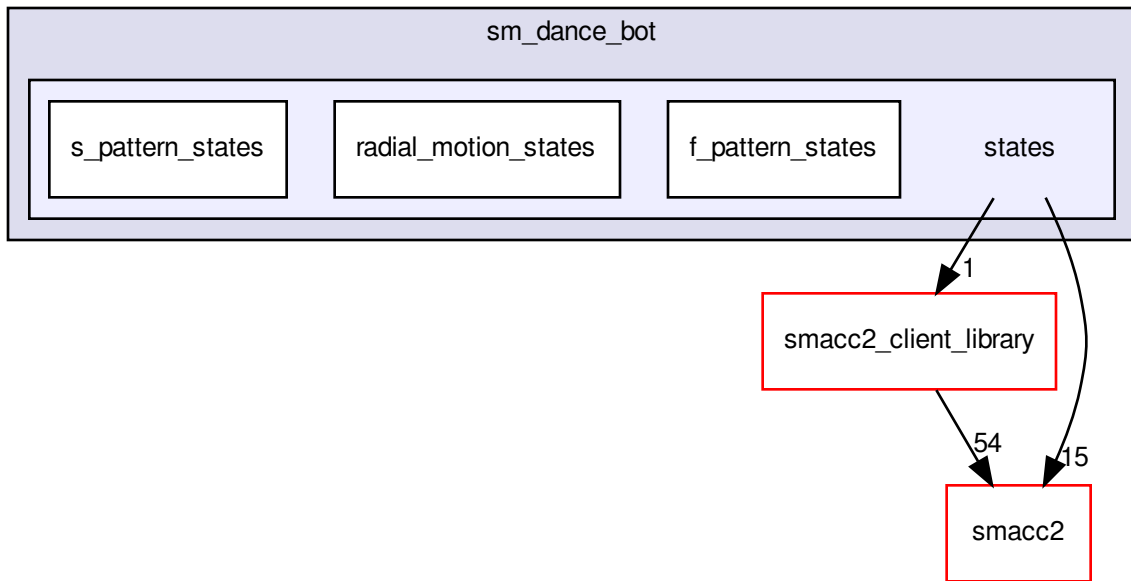 sm_dance_bot
s_pattern_states
radial_motion_states
f_pattern_states
states
1
smacc2_client_library
54
15
smacc2